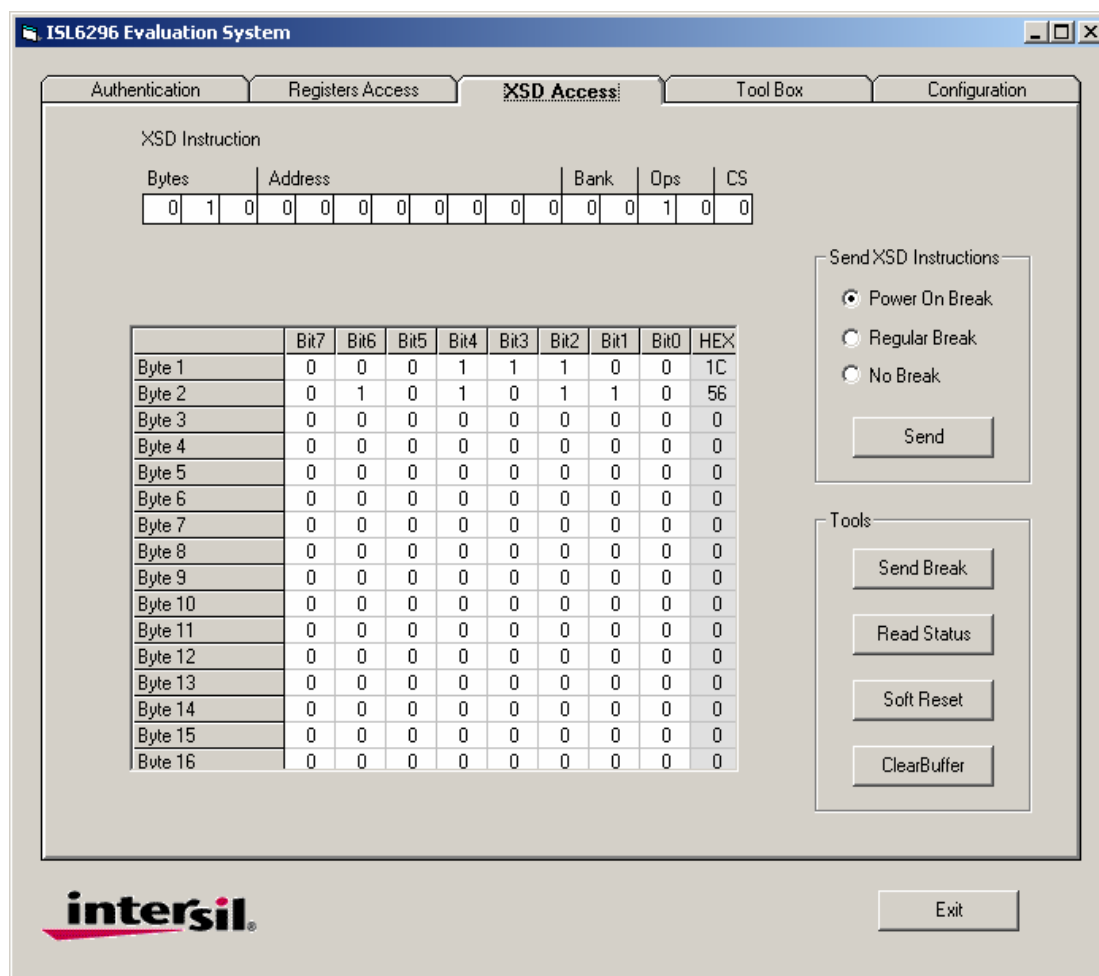 ISL6296 Evaluation System
Authentication Registers Access XSD Access Tool Box Configuration
XSD Instruction
Bytes Address Bank Ops CS
0 1 0 0 0 0 0 0 0 0 0 0 0 1 0 0
Send XSD Instructions
Power On Break
Regular Break
No Break
Send
Bit7 Bit6 Bit5 Bit4 Bit3 Bit2 Bit1 Bit0 HEX
Byte 1 0 0 0 1 1 1 0 0 1C
Byte 2 0 1 0 1 0 1 1 0 56
Byte 3 0 0 0 0 0 0 0 0 0
Byte 4 0 0 0 0 0 0 0 0 0
Byte 5 0 0 0 0 0 0 0 0 0
Byte 6 0 0 0 0 0 0 0 0 0
Byte 7 0 0 0 0 0 0 0 0 0
Byte 8 0 0 0 0 0 0 0 0 0
Byte 9 0 0 0 0 0 0 0 0 0
Byte 10 0 0 0 0 0 0 0 0 0
Byte 11 0 0 0 0 0 0 0 0 0
Byte 12 0 0 0 0 0 0 0 0 0
Byte 13 0 0 0 0 0 0 0 0 0
Byte 14 0 0 0 0 0 0 0 0 0
Byte 15 0 0 0 0 0 0 0 0 0
Byte 16 0 0 0 0 0 0 0 0 0
Tools
Send Break
Read Status
Soft Reset
ClearBuffer
intersil®
Exit